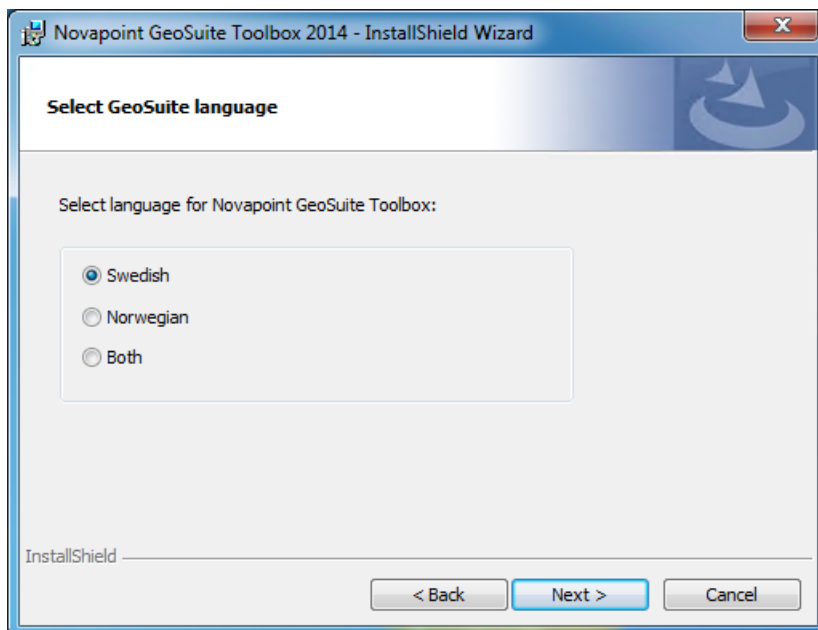 Novapoint GeoSuite Toolbox 2014 - InstallShield Wizard
Select GeoSuite language
Select language for Novapoint GeoSuite Toolbox:
Swedish
Norwegian
Both
InstallShield
< Back Next > Cancel